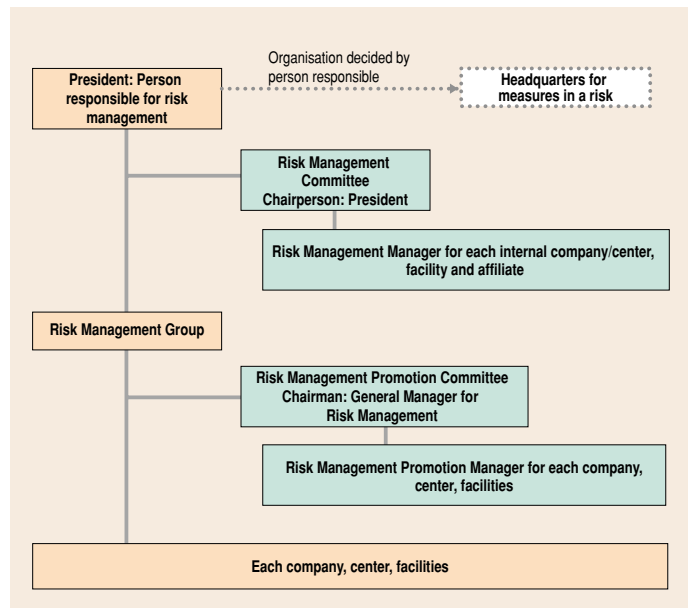 Organisation decided by
person responsible
President: Person
responsible for risk
management
Headquarters for
measures in a risk
Risk Management
Committee
Chairperson: President
Risk Management Manager for each internal company/center,
facility and affiliate
Risk Management Group
Risk Management Promotion Committee
Chairman: General Manager for
Risk Management
Risk Management Promotion Manager for each company,
center, facilities
Each company, center, facilities